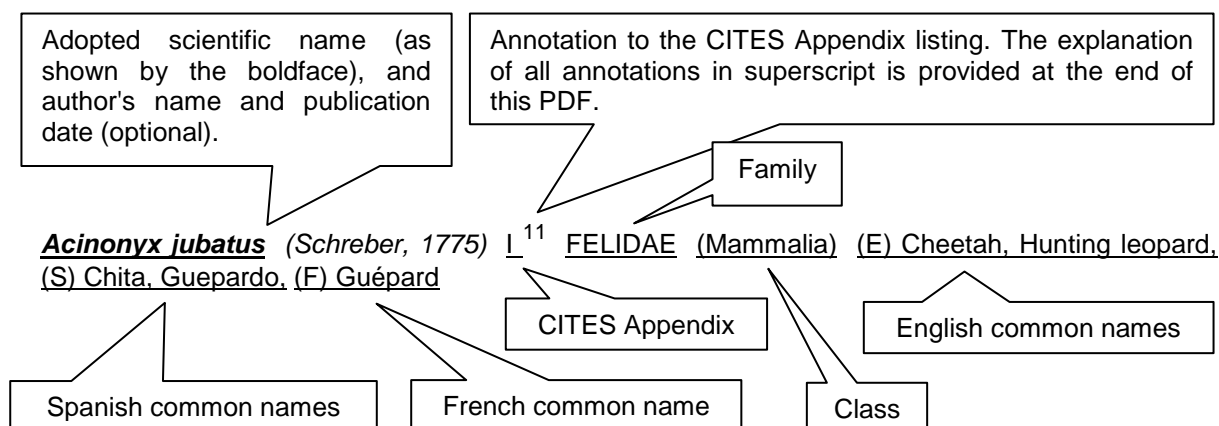 Adopted scientific name (as
shown by the boldface), and
author's name and publication
date (optional).
Annotation to the CITES Appendix listing. The explanation
of all annotations in superscript is provided at the end of
this PDF.
Family
Acinonyx jubatus (Schreber, 1775) I 11 FELIDAE (Mammalia) (E) Cheetah, Hunting leopard,
(S) Chita, Guepardo, (F) Guépard
CITES Appendix
English common names
Spanish common names
French common name
Class